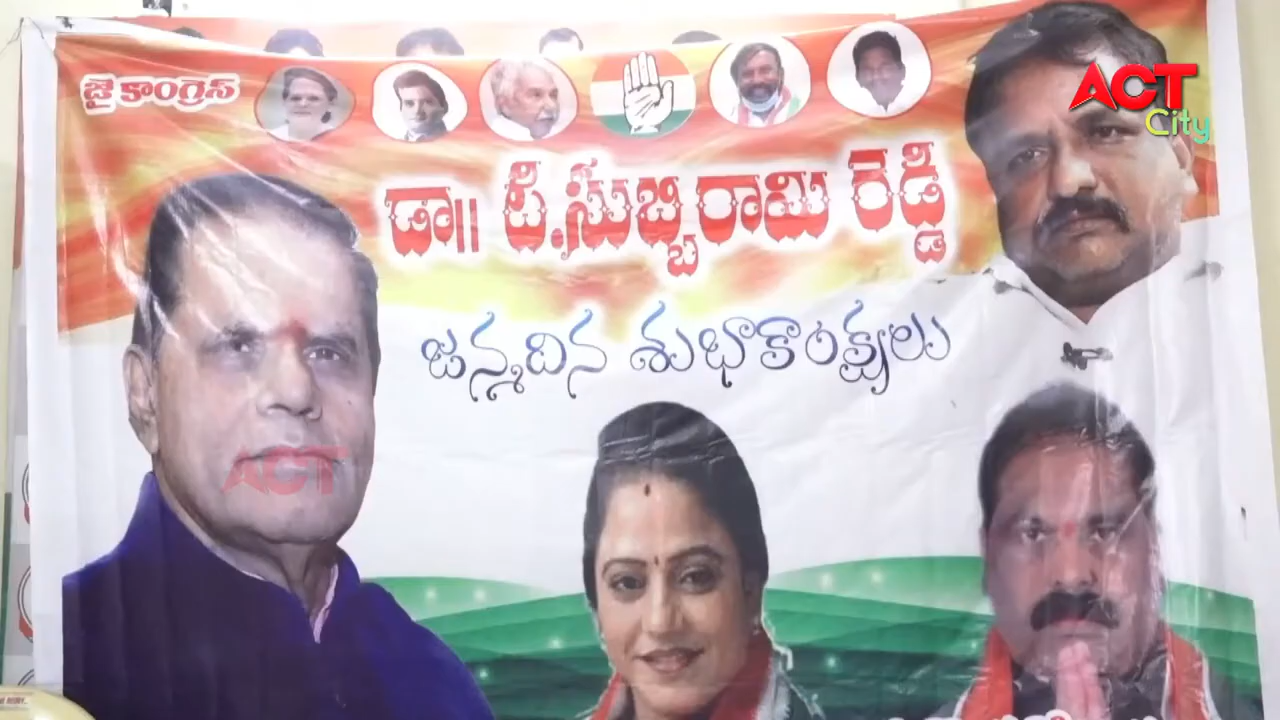 ACT
City
జై కాంగ్రెస్
డా|| టి.సుబ్బిరామి రెడ్డి
జన్మదిన శుభాకాంక్షలు
ACT